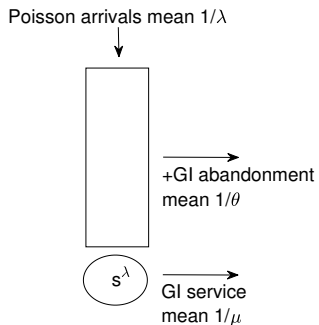 Poisson arrivals mean 1/λ
+GI abandonment
mean 1/θ
s^λ
GI service
mean 1/μ